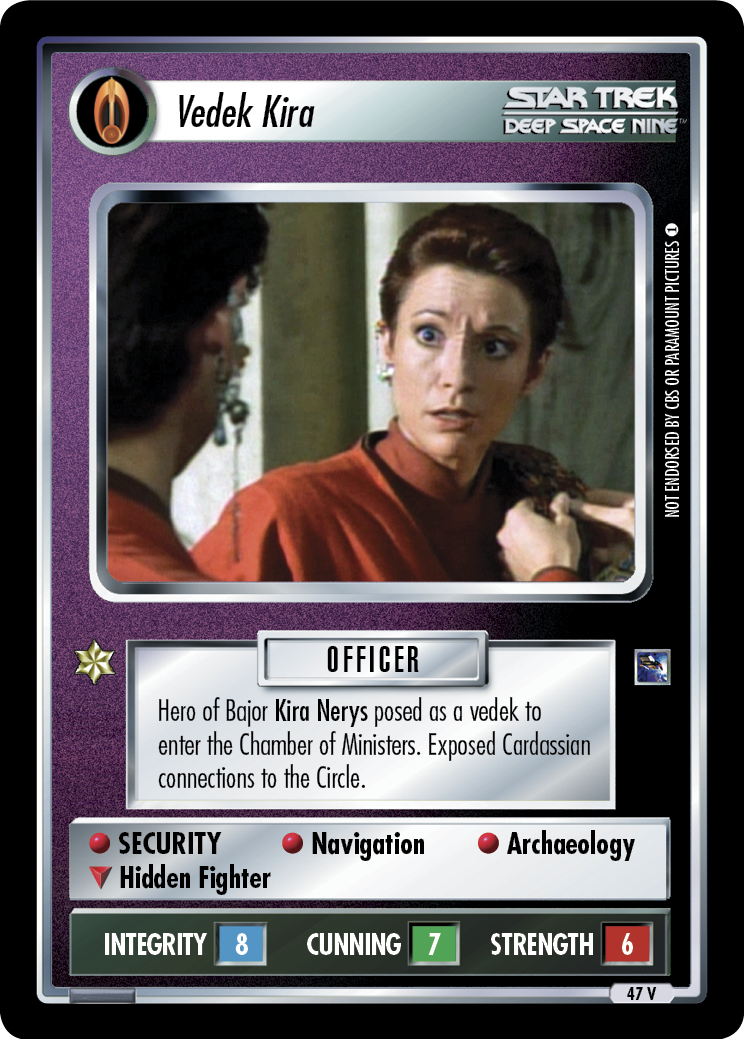 Vedek Kira
STAR TREK
DEEP SPACE NINE™
NOT ENDORSED BY CBS OR PARAMOUNT PICTURES 1
OFFICER
Hero of Bajor Kira Nerys posed as a vedek to
enter the Chamber of Ministers. Exposed Cardassian
connections to the Circle.
SECURITY Navigation Archaeology
Hidden Fighter
INTEGRITY 8 CUNNING 7 STRENGTH 6
47 V